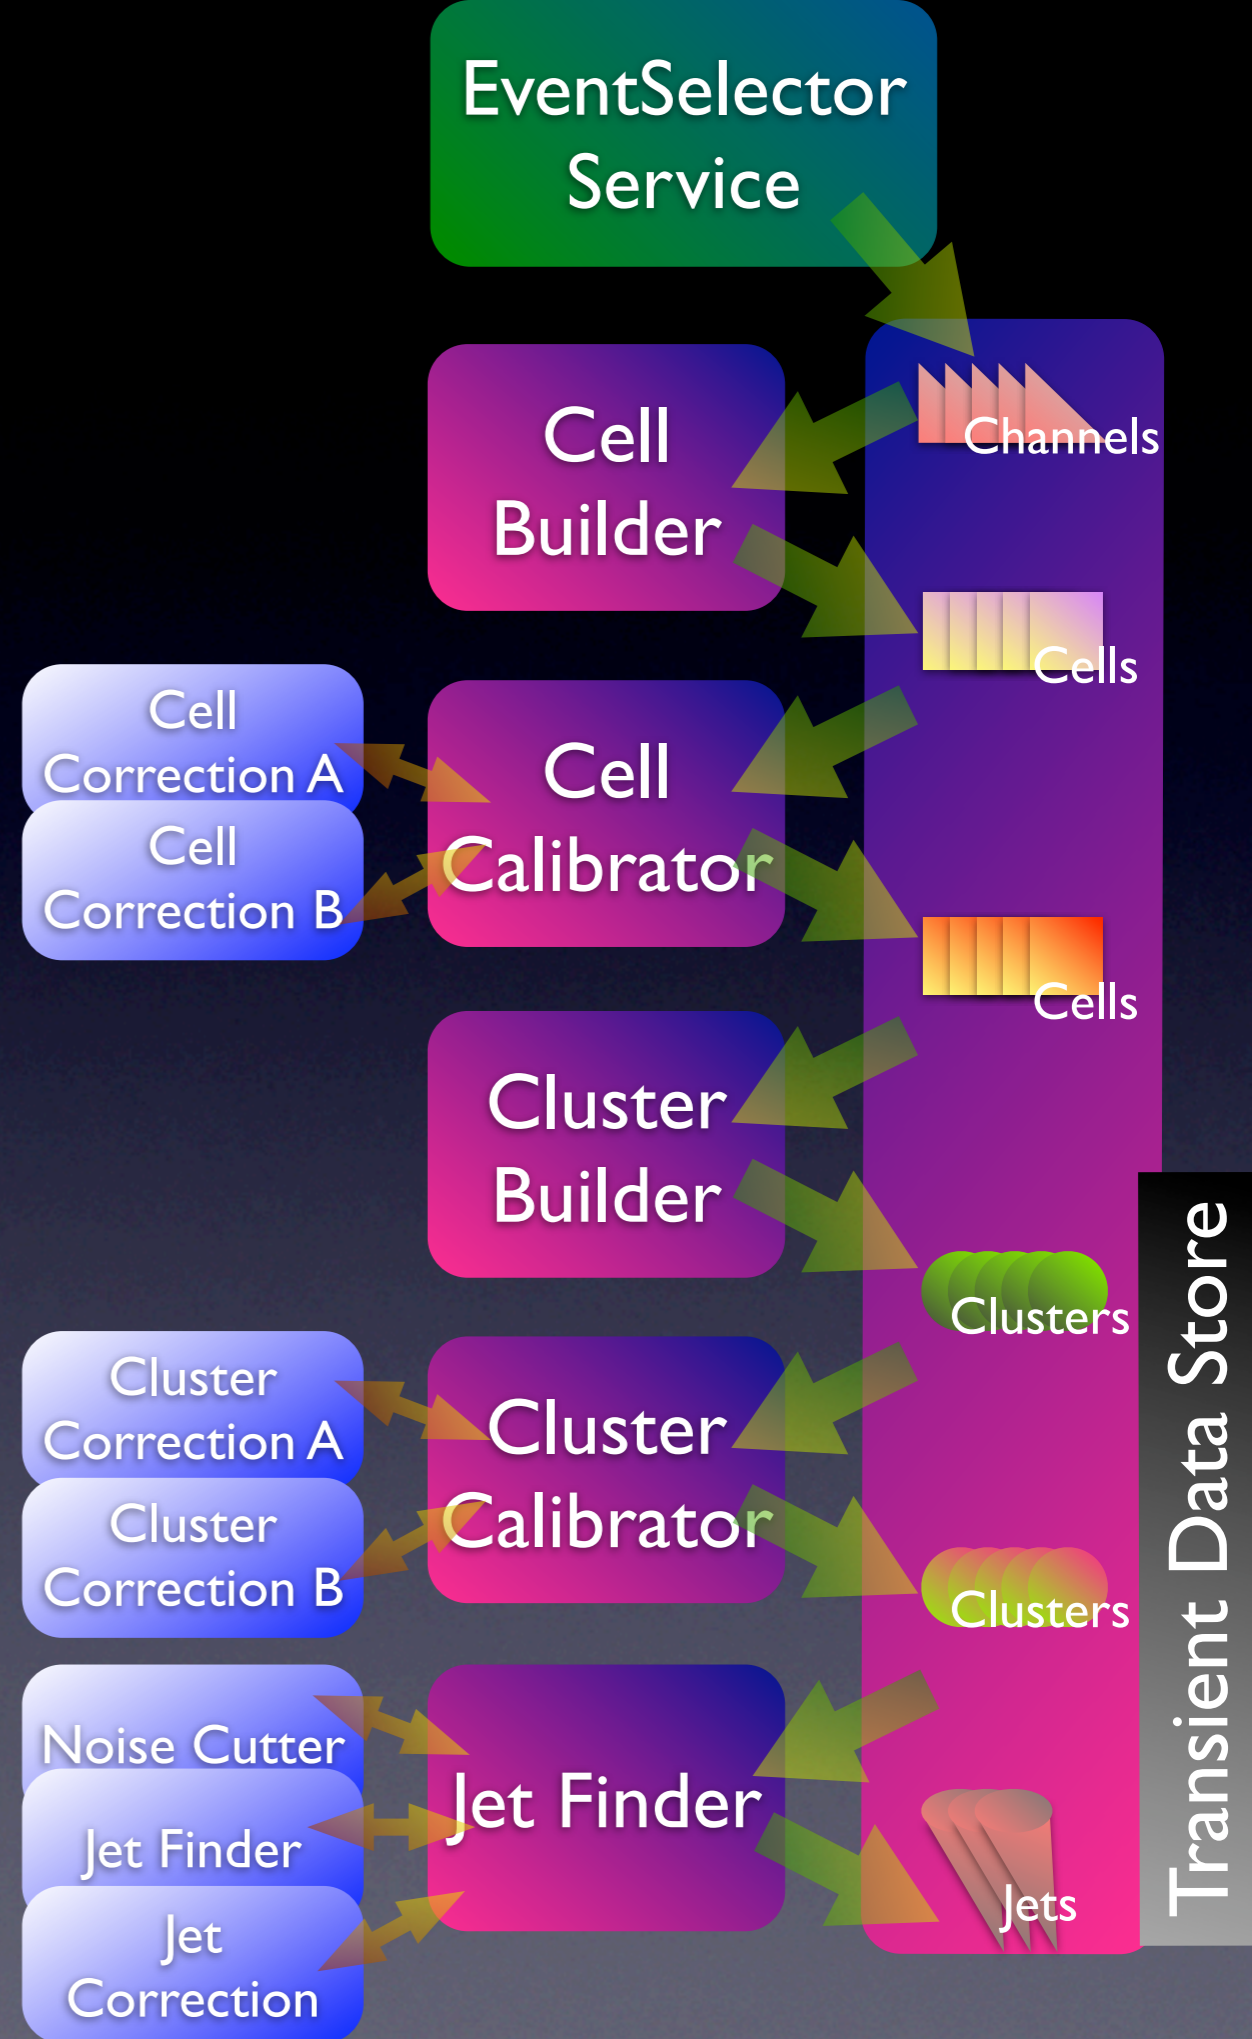 EventSelector
Service
Channels
Cell
Builder
Cells
Cell
Correction A
Cell
Correction B
Cell
Calibrator
Cells
Cluster
Builder
Clusters
Cluster
Correction A
Cluster
Correction B
Cluster
Calibrator
Clusters
Noise Cutter
Jet Finder
Jet
Correction
Jet Finder
Jets
Transient Data Store